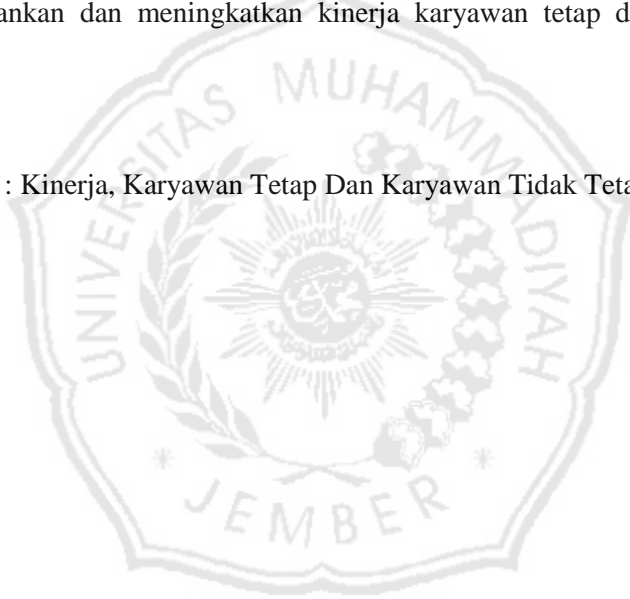 ankan dan meningkatkan kinerja karyawan tetap d
: Kinerja, Karyawan Tetap Dan Karyawan Tidak Teta
UNIVERSITAS MUHAMMADIYAH
* JEMBER *